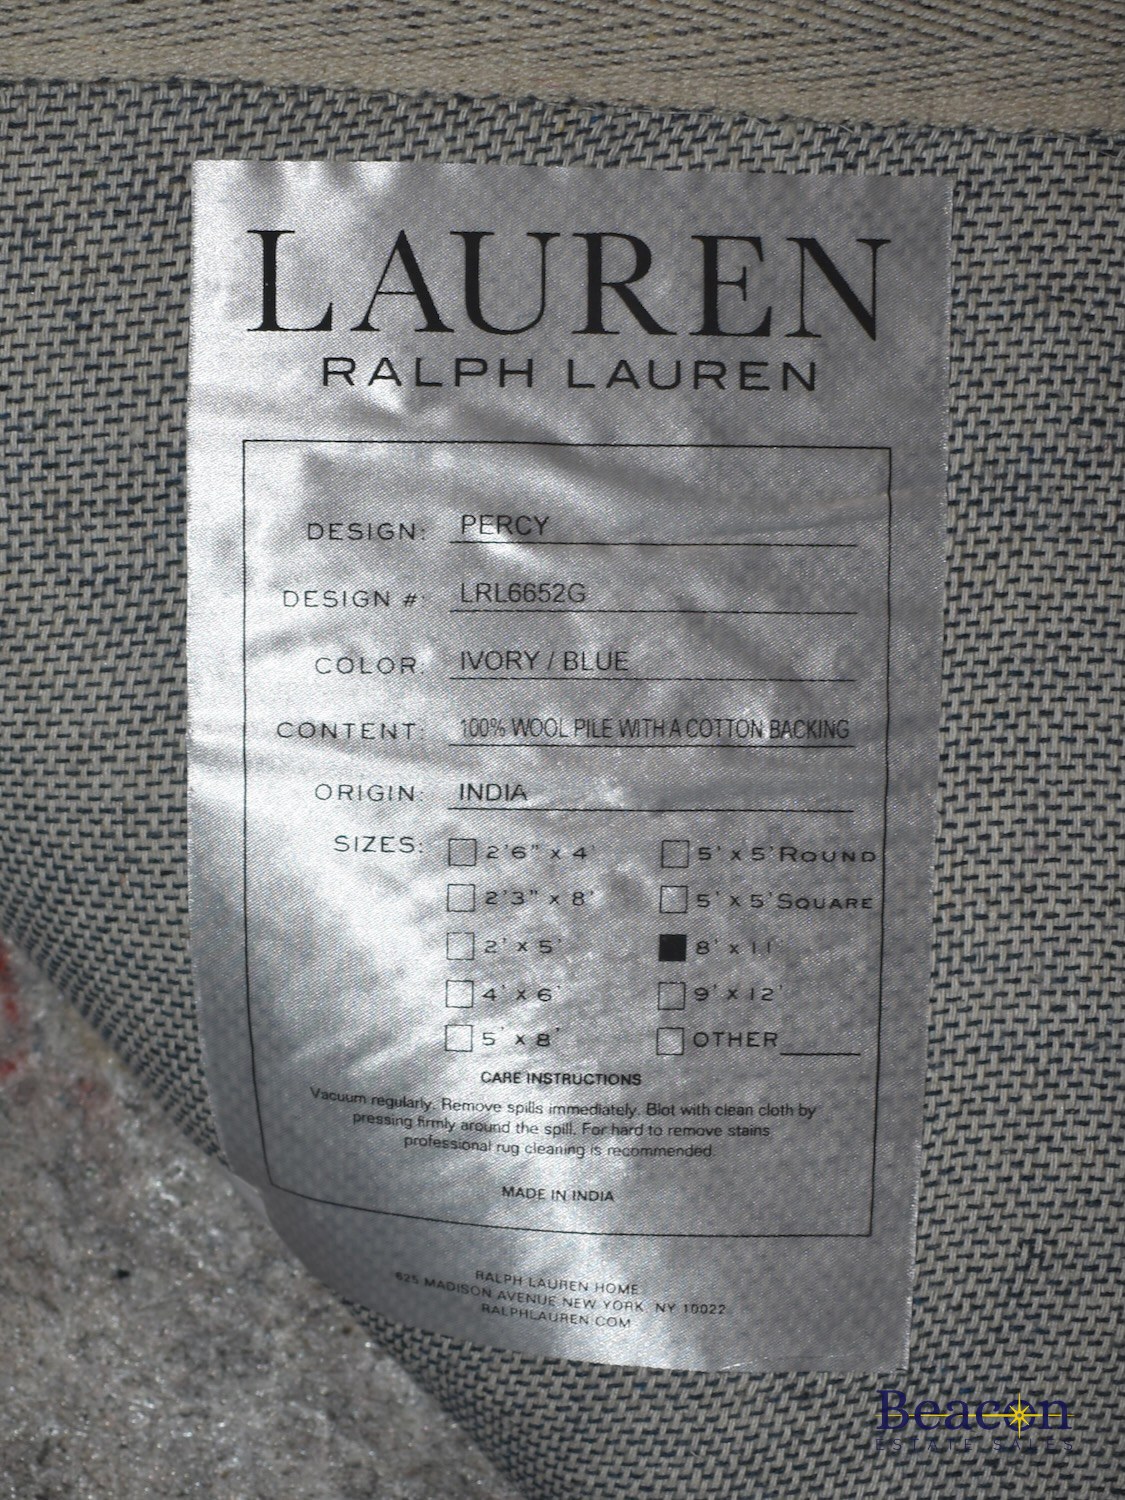 LAUREN
RALPH LAUREN
DESIGN: PERCY
DESIGN #: LRL6652G
COLOR: IVORY / BLUE
CONTENT: 100% WOOL PILE WITH A COTTON BACKING
ORIGIN: INDIA
SIZES: 2'6" x 4' 5' x 5' ROUND
2'3" x 8' 5' x 5' SQUARE
2' x 5' 8' x 11'
4' x 6' 9' x 12'
5' x 8' OTHER
CARE INSTRUCTIONS
Vacuum regularly. Remove spills immediately. Blot with clean cloth by
pressing firmly around the spill. For hard to remove stains
professional rug cleaning is recommended.
MADE IN INDIA
RALPH LAUREN HOME
625 MADISON AVENUE NEW YORK, NY 10022
RALPHLAUREN.COM
Beacon
ESTATE SALES